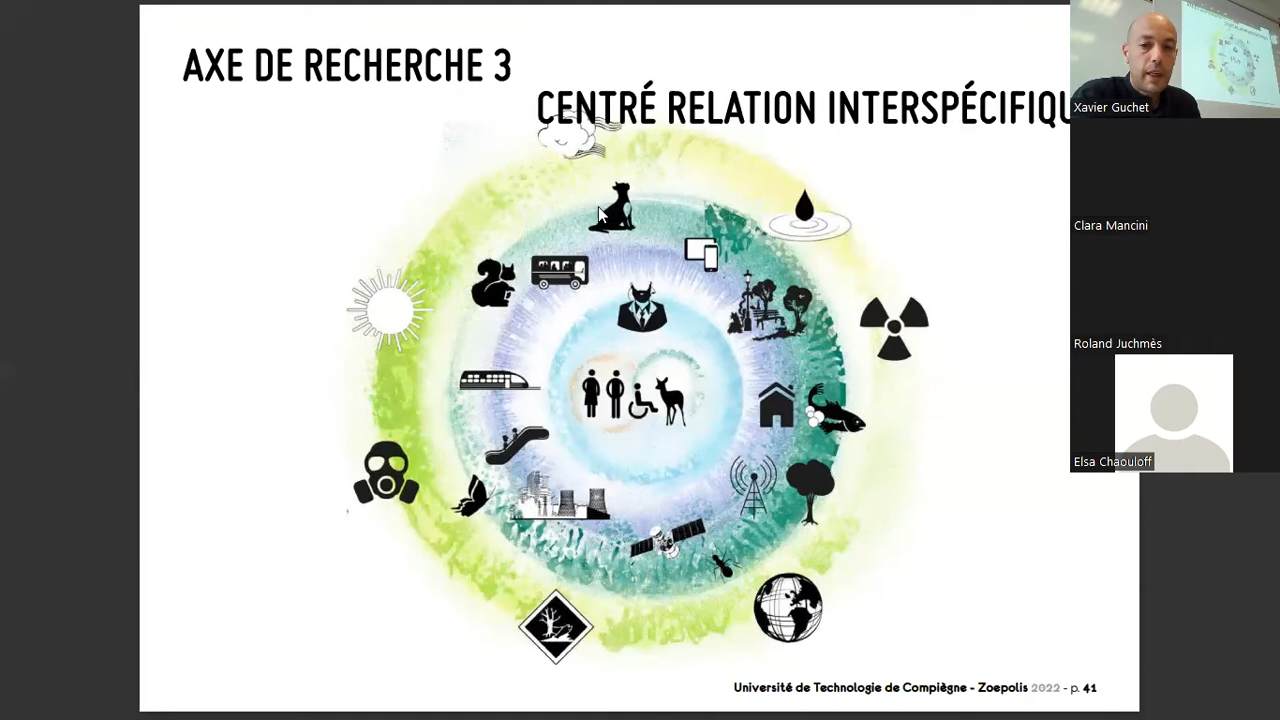 AXE DE RECHERCHE 3
CENTRÉ RELATION INTERSPÉCIFIQU
Xavier Guchet
Clara Mancini
Roland Juchmès
Elsa Chaouloff
Université de Technologie de Compiègne - Zoepolis 2022 - p. 41